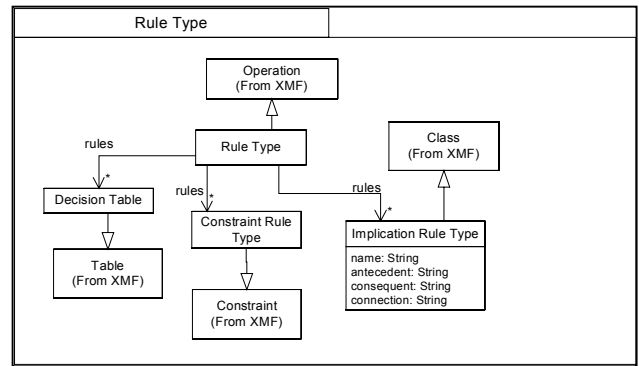 Rule Type
Operation
(From XMF)
Class
(From XMF)
Rule Type
rules
rules
rules
*
*
*
Decision Table
Constraint Rule
Type
Implication Rule Type
name: String
antecedent: String
consequent: String
connection: String
Table
(From XMF)
Constraint
(From XMF)